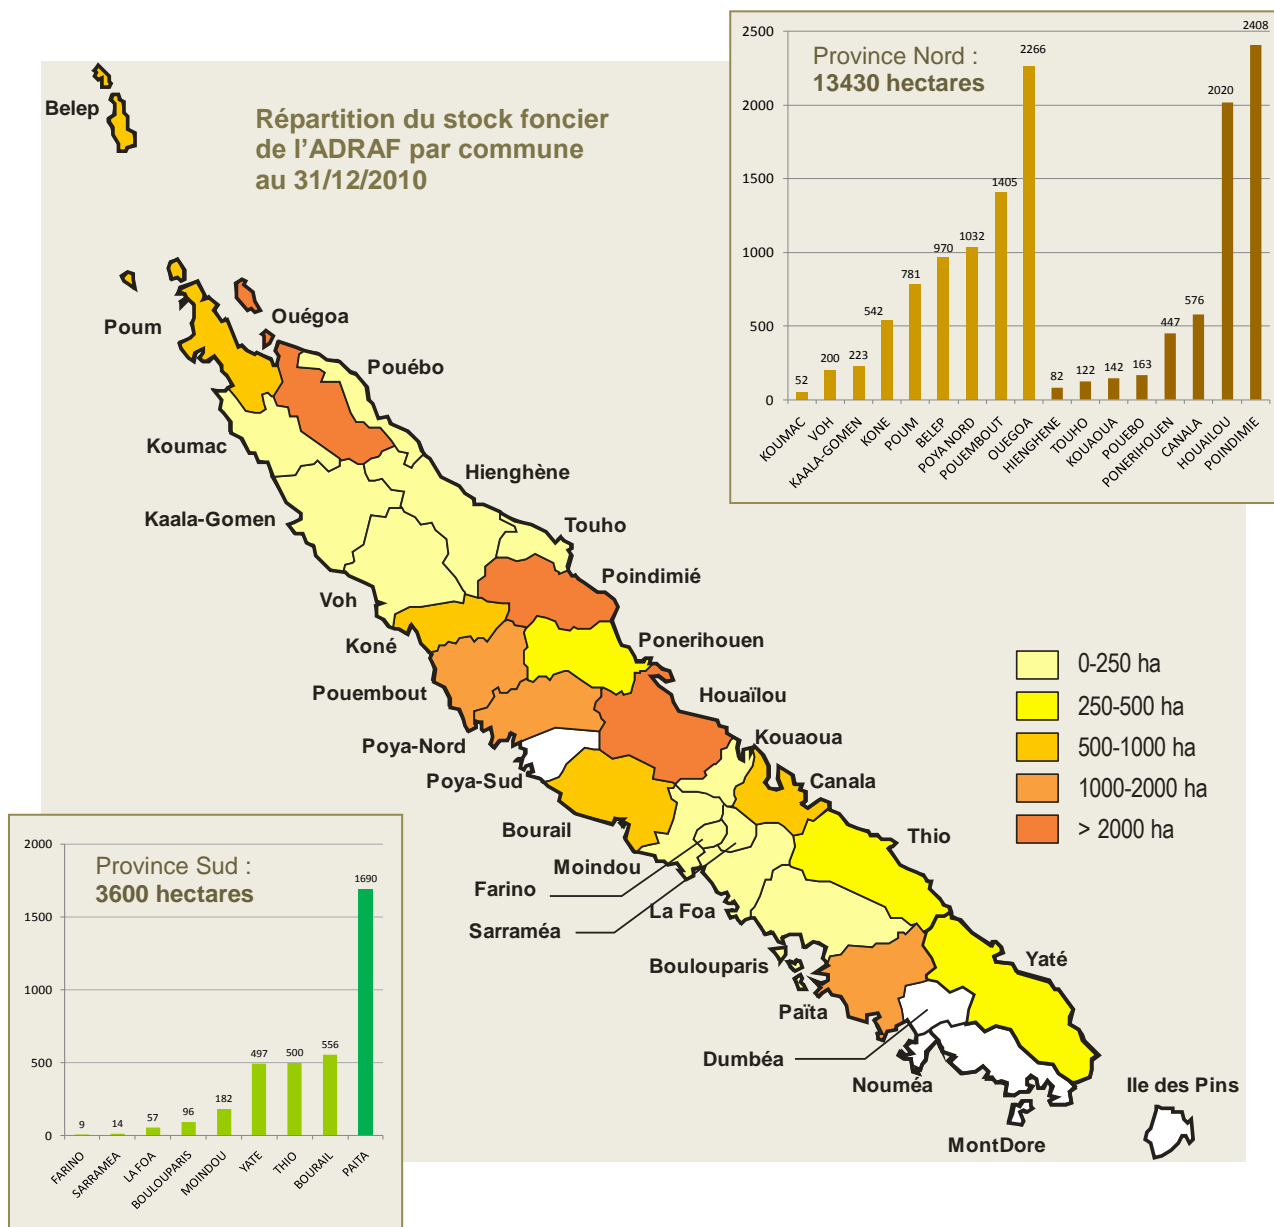 Répartition du stock foncier
de l'ADRAF par commune
au 31/12/2010
Province Nord :
13430 hectares
2500
2000
1500
1000
500
0
52
200
223
542
781
970
1032
1405
2266
82
122
142
163
447
576
2020
2408
KOUMAC
VOH
KAALA-GOMEN
KONE
POUM
BELEP
POYA NORD
POUEMBOUT
OUEGOA
HIENGHENE
TOUHO
KOUAOUA
POUEBO
PONERIHOUEN
CANALA
HOUAILOU
POINDIMIE
Belep
Poum
Ouégoa
Pouébo
Koumac
Hienghène
Kaala-Gomen
Touho
Poindimié
Voh
Koné
Ponerihouen
Pouembout
Houaïlou
Poya-Nord
Kouaoua
Poya-Sud
Canala
Bourail
Thio
Moindou
Farino
La Foa
Sarraméa
Boulouparis
Yaté
Païta
Dumbéa
Nouméa
Ile des Pins
MontDore
0-250 ha
250-500 ha
500-1000 ha
1000-2000 ha
> 2000 ha
Province Sud :
3600 hectares
2000
1500
1000
500
0
9
14
57
96
182
497
500
556
1690
FARINO
SARRAMEA
LA FOA
BOULOUPARIS
MOINDOU
YATE
THIO
BOURAIL
PAITA